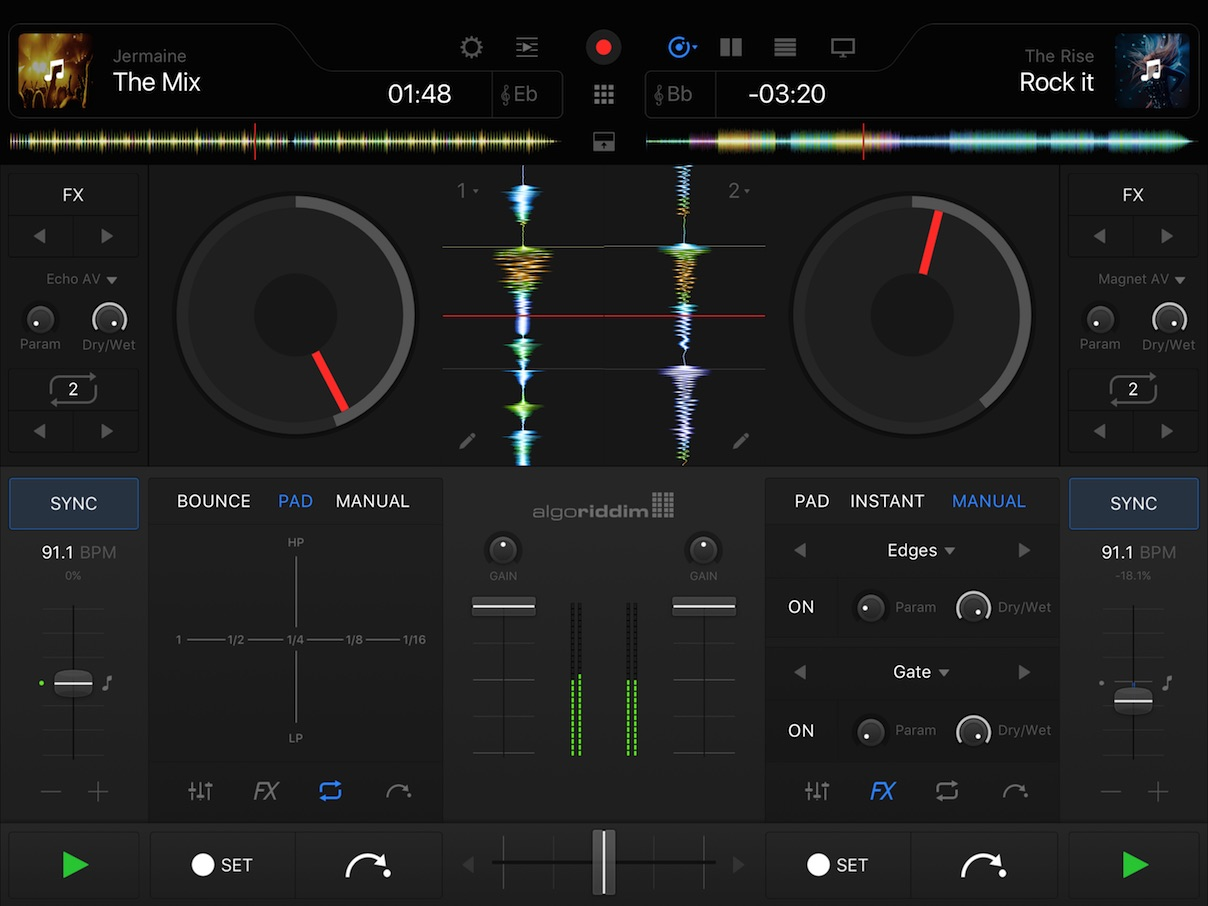 Jermaine
The Mix
01:48
Eb
Bb
-03:20
The Rise
Rock it
FX
1
2
FX
Echo AV
Param
Dry/Wet
2
Magnet AV
Param
Dry/Wet
2
SYNC
91.1 BPM
0%
BOUNCE PAD MANUAL
HP
1 1/2 1/4 1/8 1/16
LP
FX
algoriddim
GAIN
GAIN
PAD INSTANT MANUAL
Edges
ON Param Dry/Wet
Gate
ON Param Dry/Wet
FX
SYNC
91.1 BPM
-18.1%
SET
SET